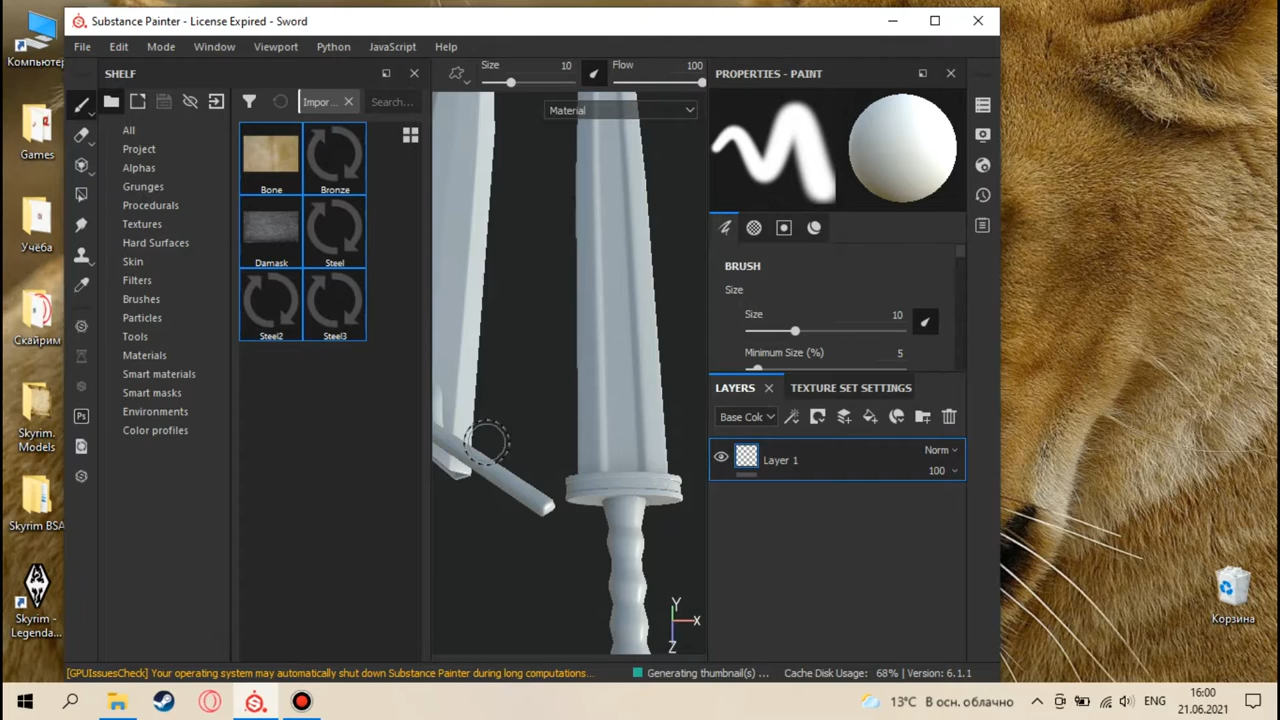 Компьютер
Games
Учёба
Скайрим
Skyrim.
Models
Skyrim BSA
Skyrim -
Legenda...
Substance Painter - License Expired - Sword
File Edit Mode Window Viewport Python JavaScript Help
SHELF
Impor...
Search...
All
Project
Alphas
Grunges
Procedurals
Textures
Hard Surfaces
Skin
Filters
Brushes
Particles
Tools
Materials
Smart materials
Smart masks
Environments
Color profiles
Bone
Bronze
Damask
Steel
Steel2
Steel3
Ps
Size 10
Flow 100
Material
Y
X
Z
PROPERTIES - PAINT
BRUSH
Size
Size 10
Minimum Size (%) 5
LAYERS
TEXTURE SET SETTINGS
Base Colo
Layer 1
Norm
100
[GPUIssuesCheck] Your operating system may automatically shut down Substance Painter during long computations...
Generating thumbnail(s) ...
Cache Disk Usage: 68% | Version: 6.1.1
Корзина
13°C В осн. облачно
ENG
16:00
21.06.2021